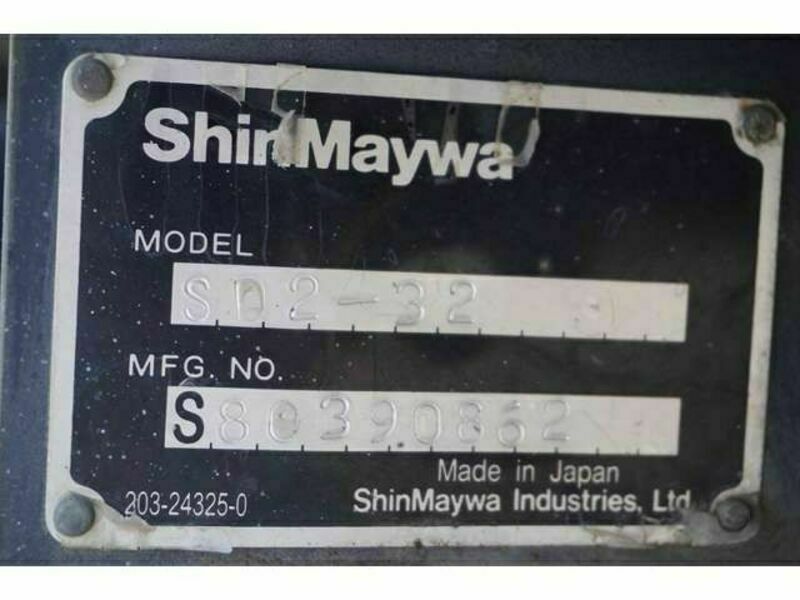 ShinMaywa
MODEL
SD2-32
MFG. NO.
S80390862
Made in Japan
203-24325-0
ShinMaywa Industries, Ltd